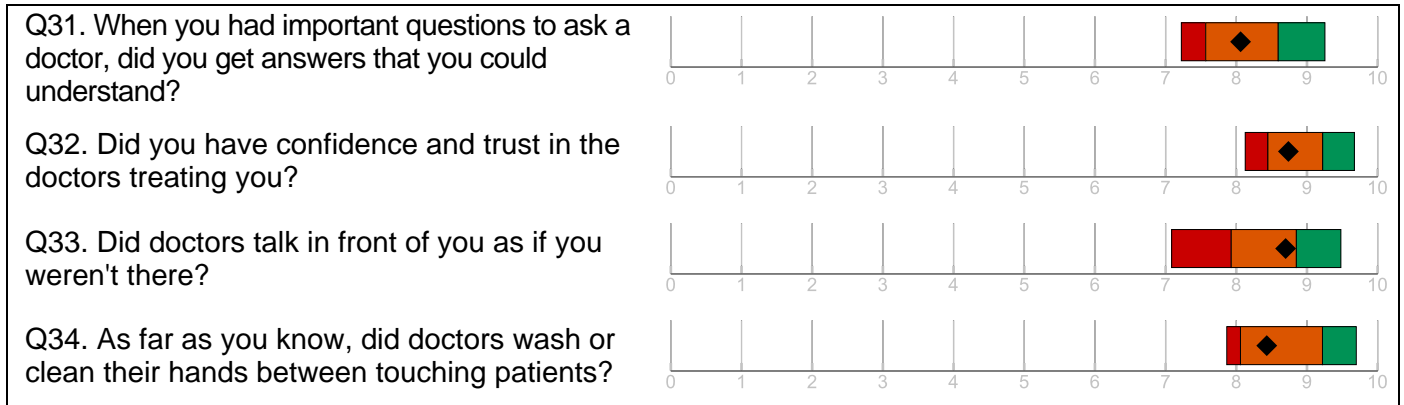 Q31. When you had important questions to ask a
doctor, did you get answers that you could
understand?
0 1 2 3 4 5 6 7 8 9 10
Q32. Did you have confidence and trust in the
doctors treating you?
0 1 2 3 4 5 6 7 8 9 10
Q33. Did doctors talk in front of you as if you
weren't there?
0 1 2 3 4 5 6 7 8 9 10
Q34. As far as you know, did doctors wash or
clean their hands between touching patients?
0 1 2 3 4 5 6 7 8 9 10